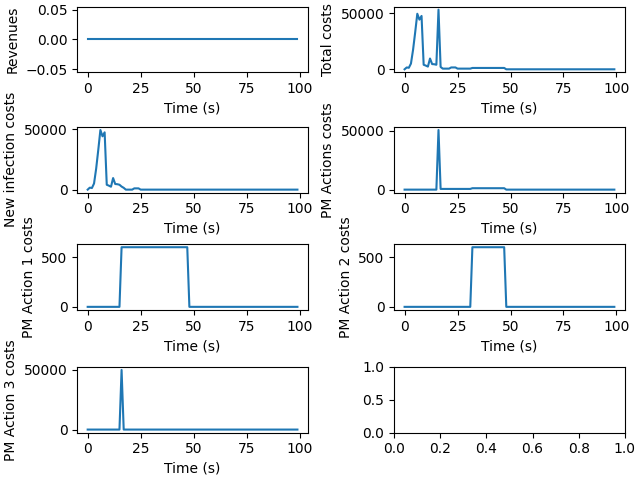 Revenues
0.05
0.00
−0.05
0 25 50 75 100
Time (s)
Total costs
50000
0
0 25 50 75 100
Time (s)
New infection costs
50000
0
0 25 50 75 100
Time (s)
PM Actions costs
50000
0
0 25 50 75 100
Time (s)
PM Action 1 costs
500
0
0 25 50 75 100
Time (s)
PM Action 2 costs
500
0
0 25 50 75 100
Time (s)
PM Action 3 costs
50000
0
0 25 50 75 100
Time (s)
1.0
0.5
0.0
0.0 0.2 0.4 0.6 0.8 1.0